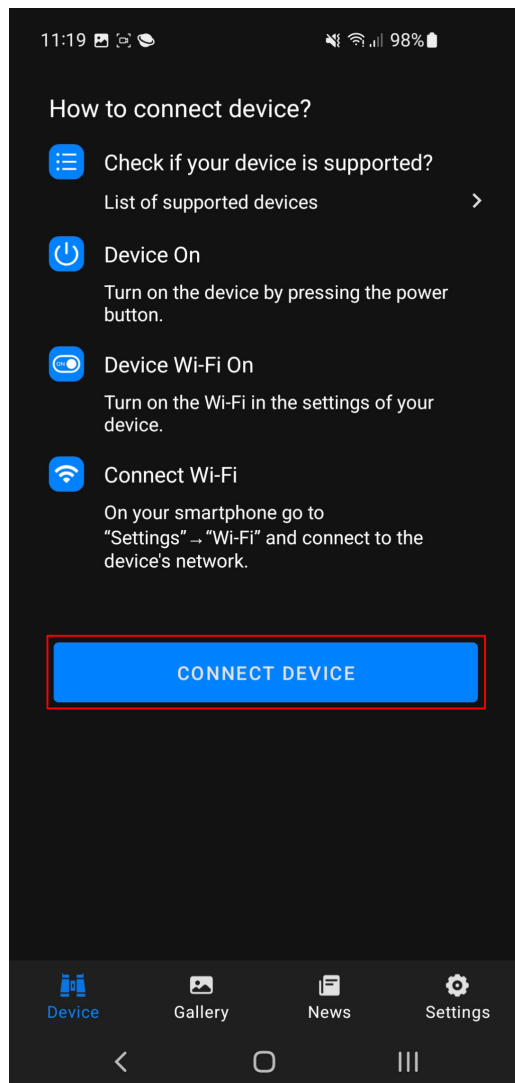 11:19 98%
How to connect device?
Check if your device is supported?
List of supported devices
Device On
Turn on the device by pressing the power
button.
ON
Device Wi-Fi On
Turn on the Wi-Fi in the settings of your
device.
Connect Wi-Fi
On your smartphone go to
“Settings”→“Wi-Fi” and connect to the
device's network.
CONNECT DEVICE
Device Gallery News Settings